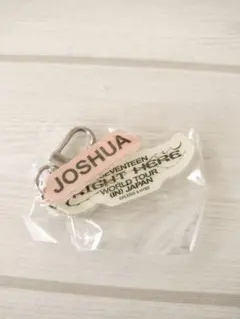 JOSHUA
SEVENTEEN
RIGHT HERE
WORLD TOUR
[IN] JAPAN